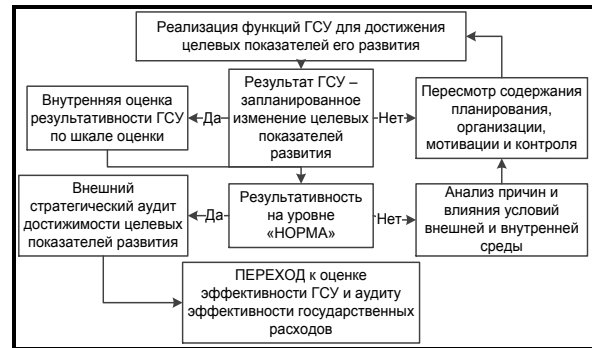 Реализация функций ГСУ для достижения
целевых показателей его развития
Результат ГСУ –
запланированное
изменение целевых
показателей
развития
Внутренняя оценка
результативности ГСУ
по шкале оценки
Да
Нет
Пересмотр содержания
планирования,
организации,
мотивации и контроля
Внешний
стратегический аудит
достижимости целевых
показателей развития
Да
Результативность
на уровне
«НОРМА»
Нет
Анализ причин и
влияния условий
внешней и внутренней
среды
ПЕРЕХОД к оценке
эффективности ГСУ и аудиту
эффективности государственных
расходов